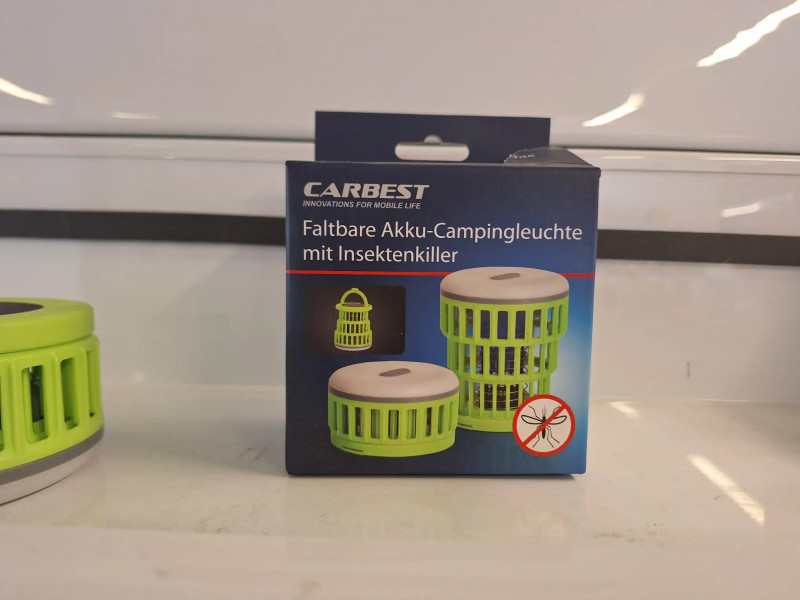 CARBEST
INNOVATIONS FOR MOBILE LIFE
Faltbare Akku-Campingleuchte
mit Insektenkiller